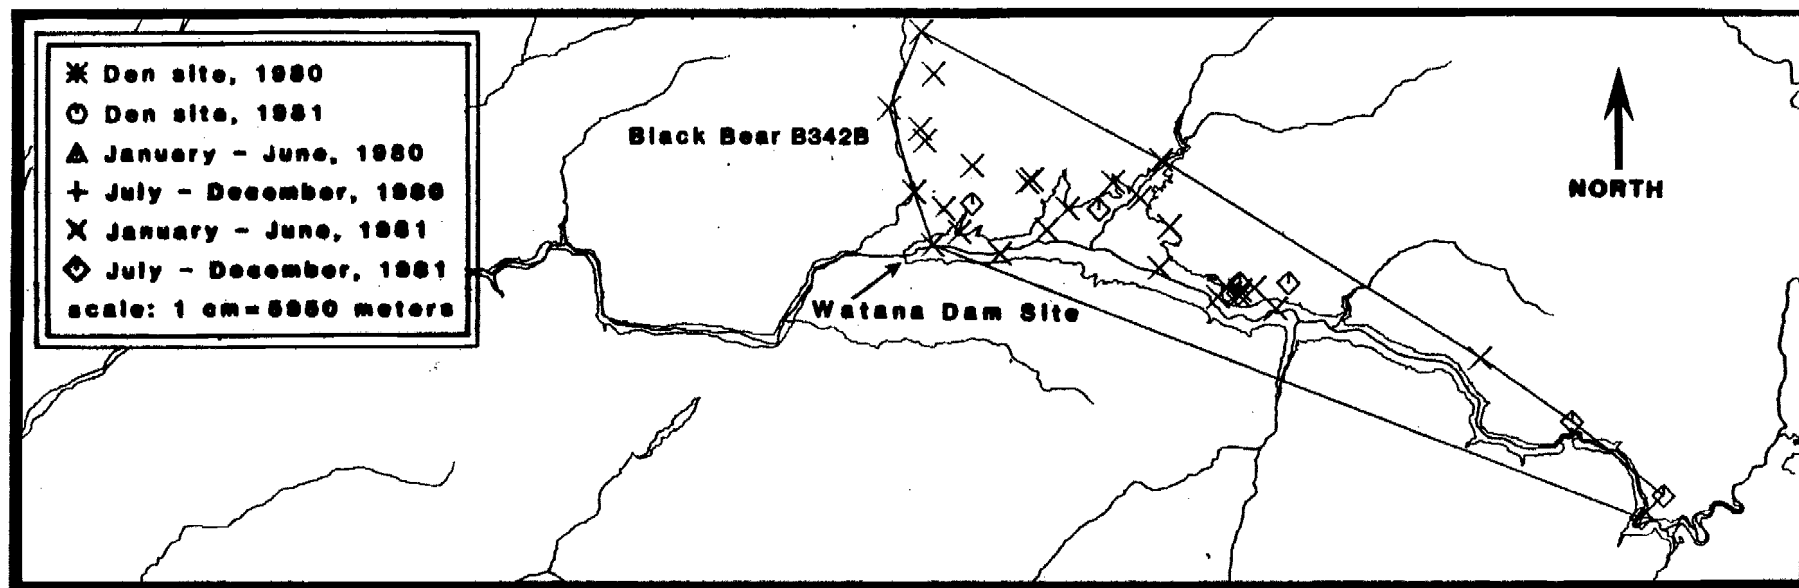 Den site, 1980
Den site, 1981
January - June, 1980
July - December, 1980
January - June, 1981
July - December, 1981
scale: 1 cm=5950 meters
Black Bear B342B
NORTH
Watana Dam Site